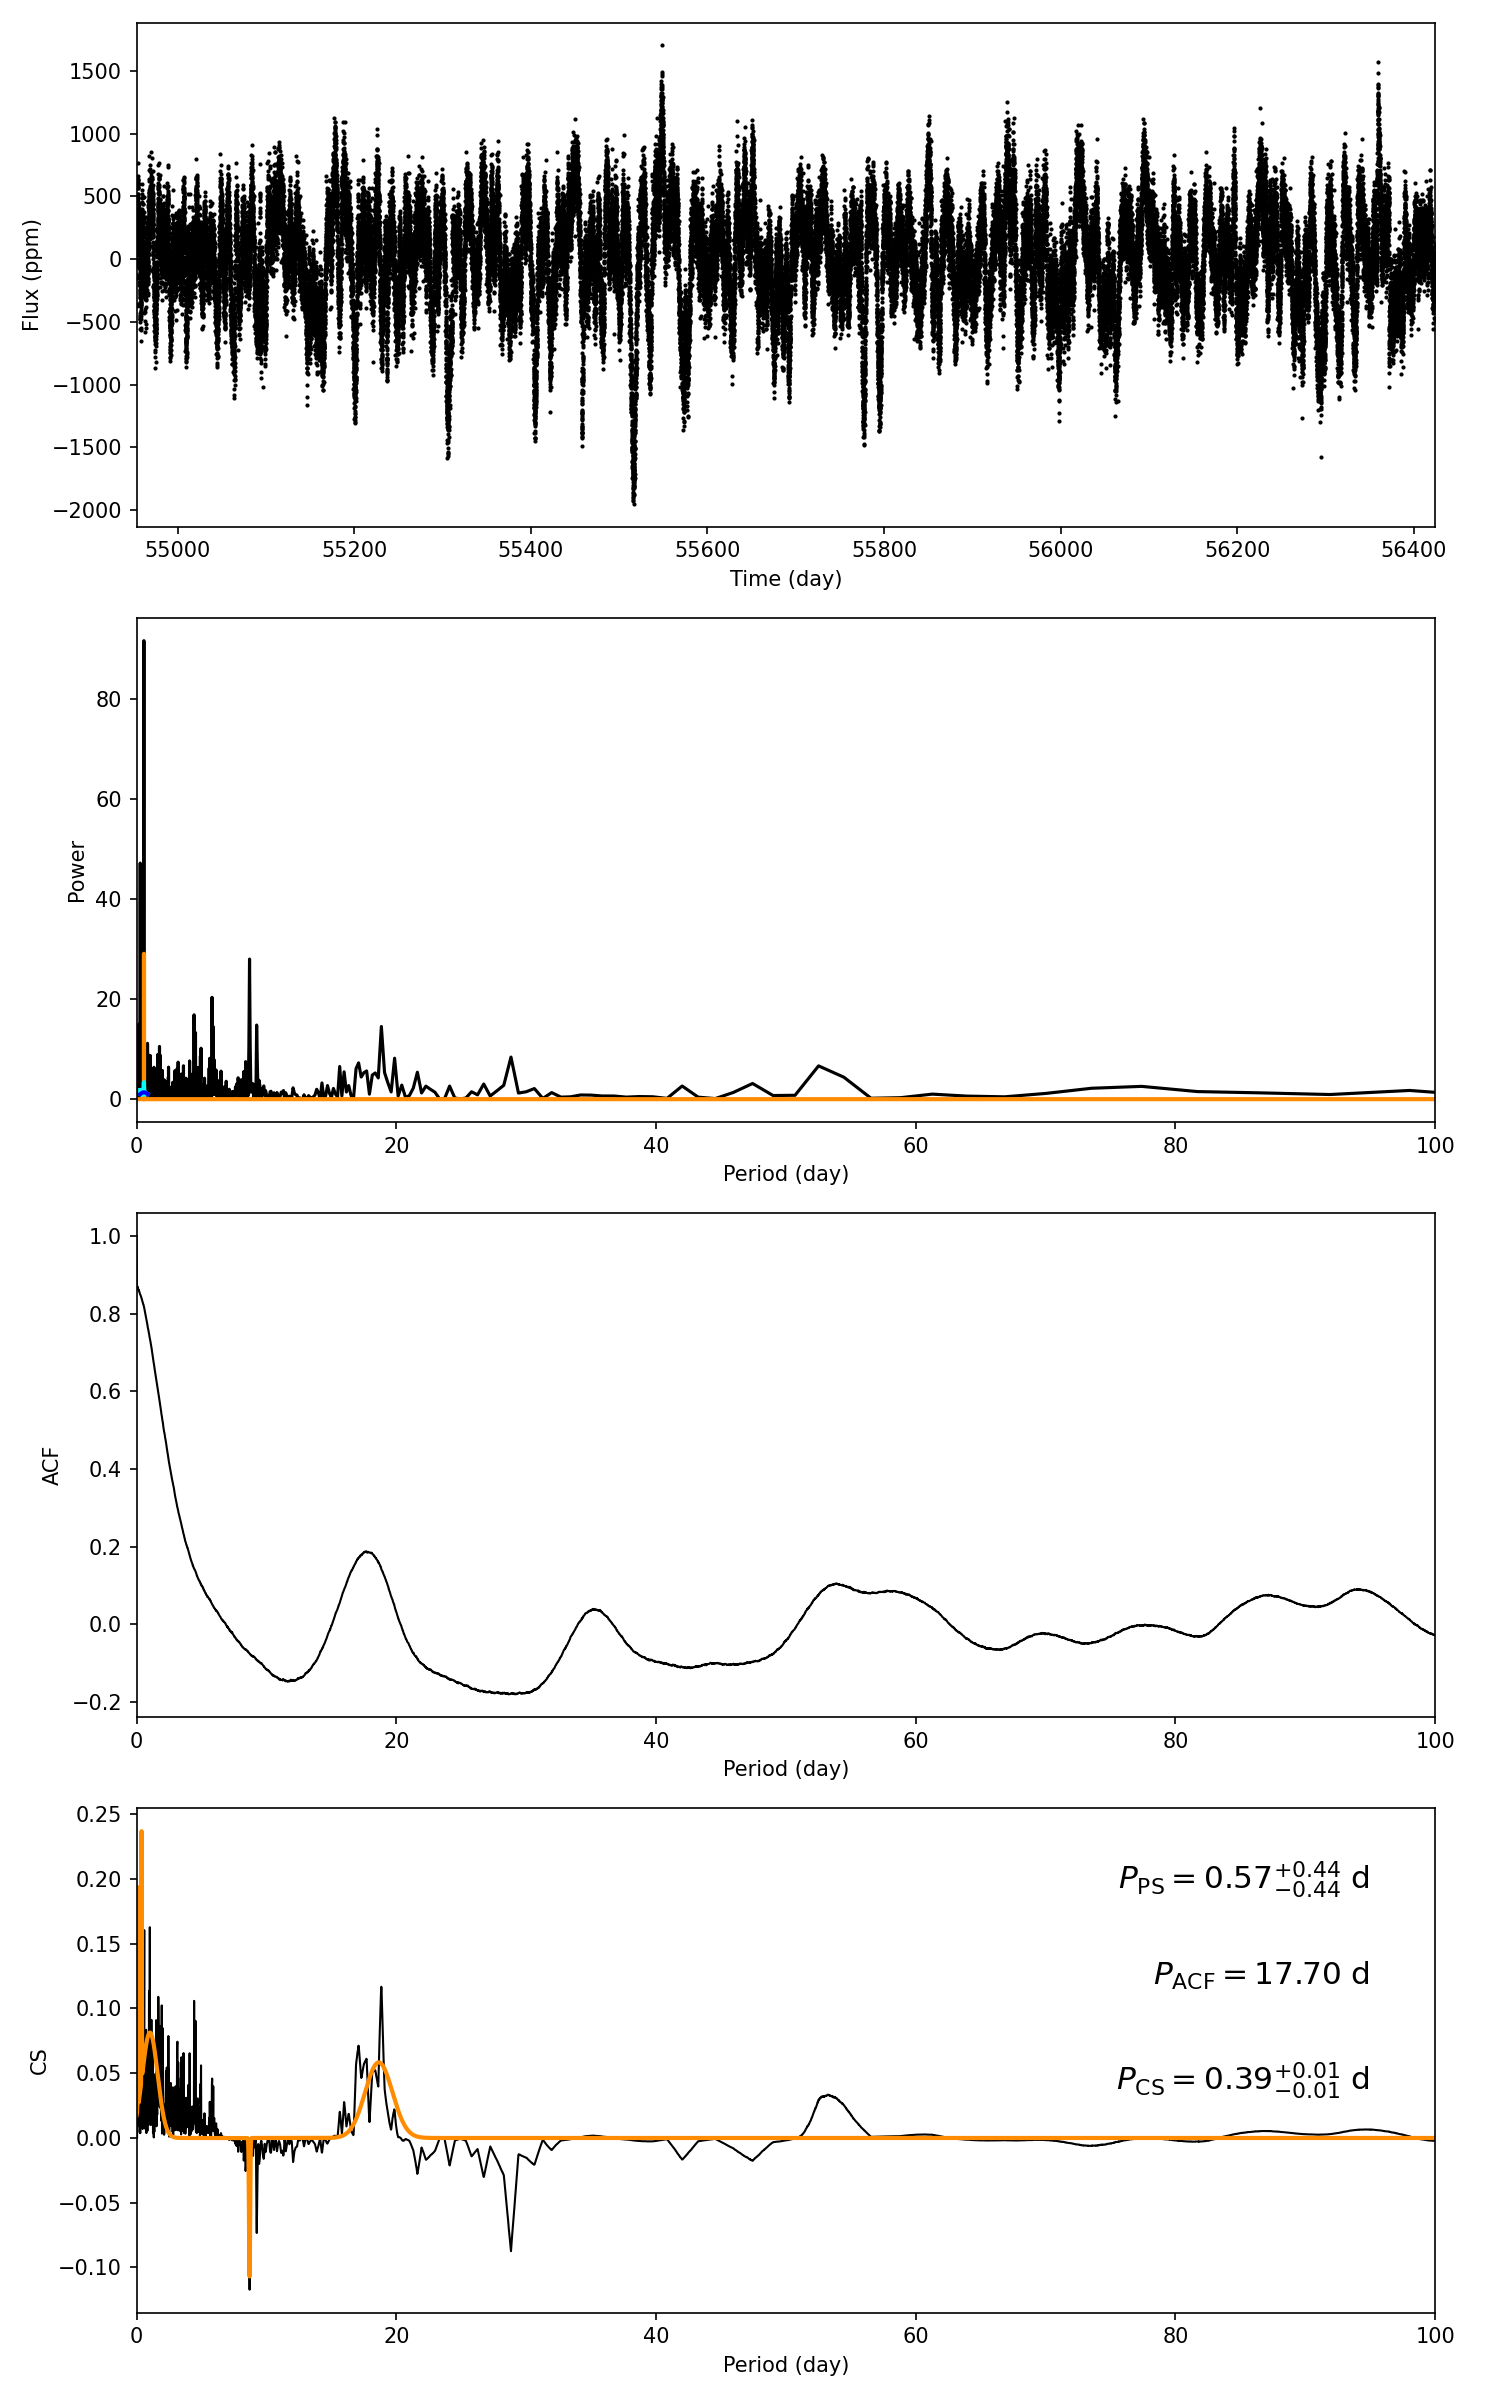 1500
1000
500
0
−500
−1000
−1500
−2000
Flux (ppm)
55000 55200 55400 55600 55800 56000 56200 56400
Time (day)
80
60
40
20
0
Power
0 20 40 60 80 100
Period (day)
1.0
0.8
0.6
0.4
0.2
0.0
−0.2
ACF
0 20 40 60 80 100
Period (day)
0.25
0.20
0.15
0.10
0.05
0.00
−0.05
−0.10
CS
P_PS = 0.57 +0.44 −0.44 d
P_ACF = 17.70 d
P_CS = 0.39 +0.01 −0.01 d
0 20 40 60 80 100
Period (day)